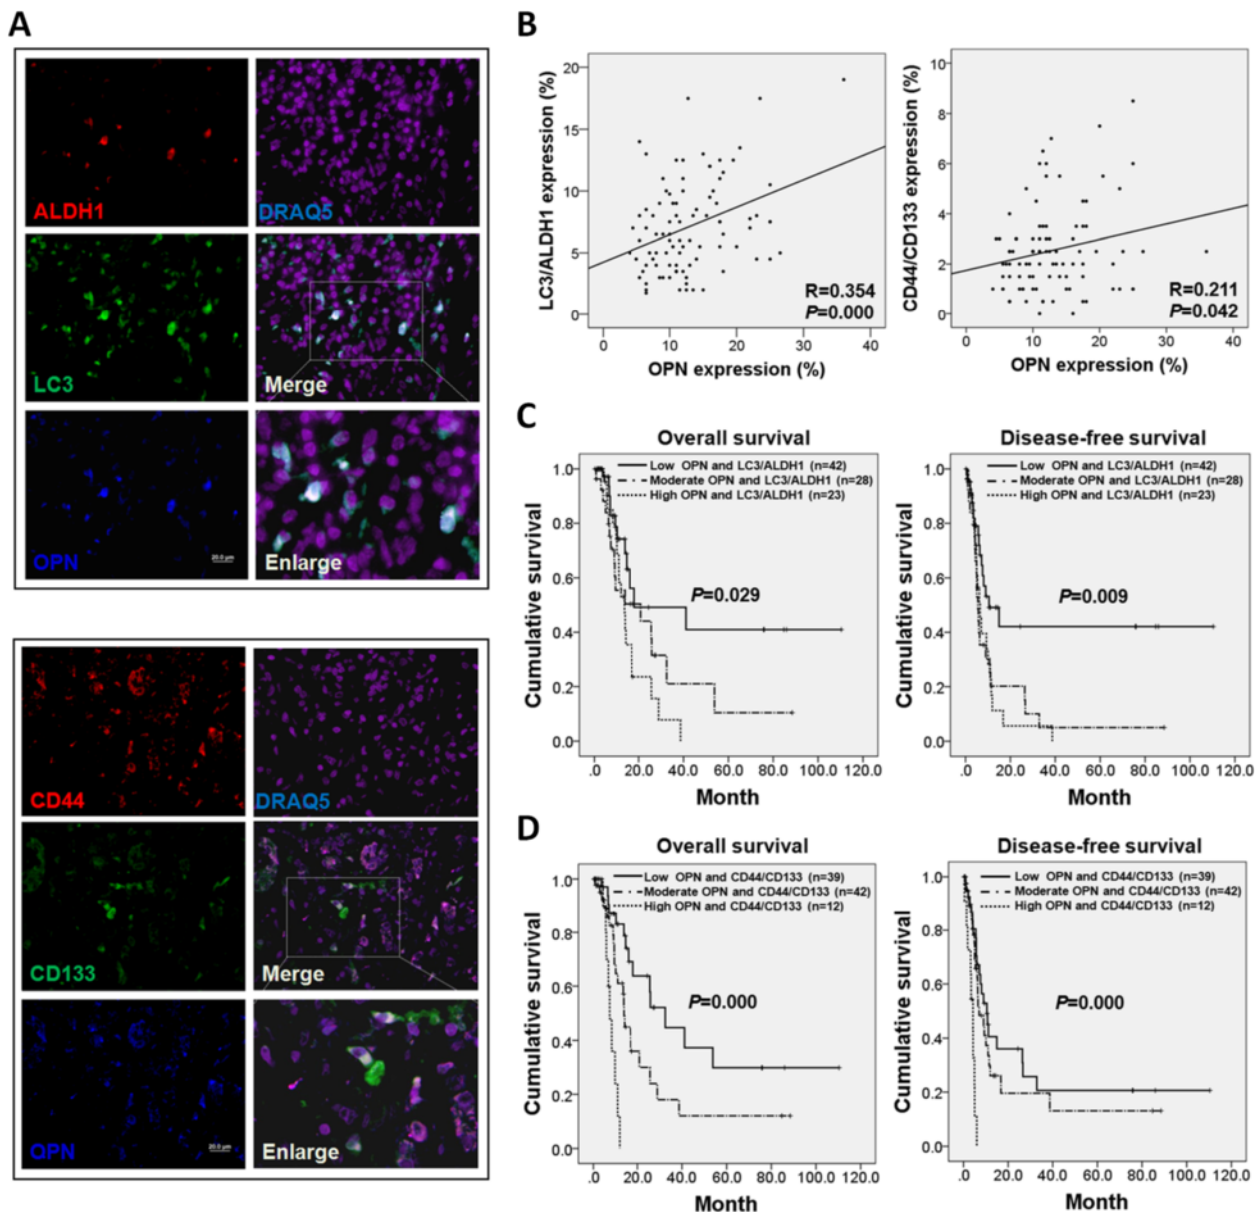 A
ALDH1
DRAQ5
LC3
Merge
OPN
20.0 μm
Enlarge
CD44
DRAQ5
CD133
Merge
OPN
20.0 μm
Enlarge
B
LC3/ALDH1 expression (%)
20
15
10
5
0
R=0.354
P=0.000
0 10 20 30 40
OPN expression (%)
CD44/CD133 expression (%)
10
8
6
4
2
0
R=0.211
P=0.042
0 10 20 30 40
OPN expression (%)
C
Overall survival
Cumulative survival
1.0
0.8
0.6
0.4
0.2
0.0
Low OPN and LC3/ALDH1 (n=42)
Moderate OPN and LC3/ALDH1 (n=28)
High OPN and LC3/ALDH1 (n=23)
P=0.029
.0 20.0 40.0 60.0 80.0 100.0 120.0
Month
Disease-free survival
Cumulative survival
1.0
0.8
0.6
0.4
0.2
0.0
Low OPN and LC3/ALDH1 (n=42)
Moderate OPN and LC3/ALDH1 (n=28)
High OPN and LC3/ALDH1 (n=23)
P=0.009
.0 20.0 40.0 60.0 80.0 100.0 120.0
Month
D
Overall survival
Cumulative survival
1.0
0.8
0.6
0.4
0.2
0.0
Low OPN and CD44/CD133 (n=39)
Moderate OPN and CD44/CD133 (n=42)
High OPN and CD44/CD133 (n=12)
P=0.000
.0 20.0 40.0 60.0 80.0 100.0 120.0
Month
Disease-free survival
Cumulative survival
1.0
0.8
0.6
0.4
0.2
0.0
Low OPN and CD44/CD133 (n=39)
Moderate OPN and CD44/CD133 (n=42)
High OPN and CD44/CD133 (n=12)
P=0.000
.0 20.0 40.0 60.0 80.0 100.0 120.0
Month